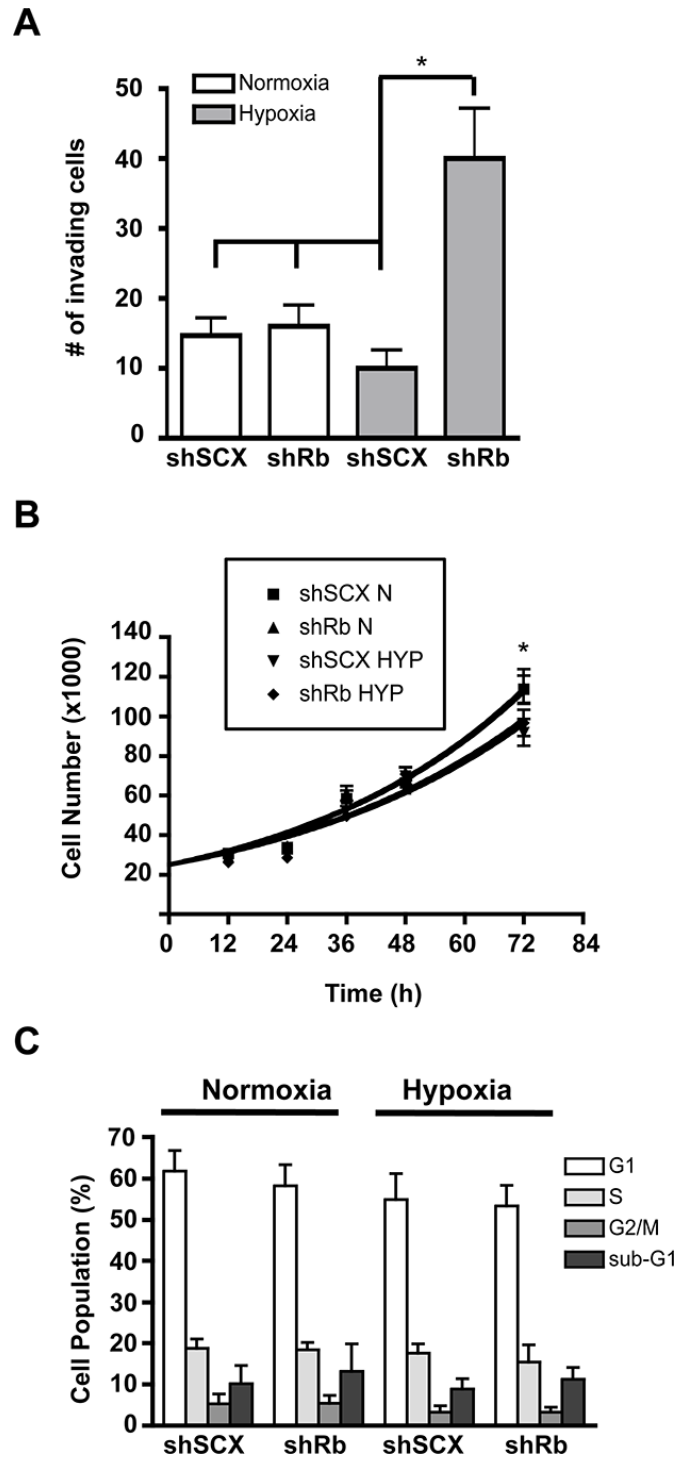 A
Normoxia
Hypoxia
*
50
40
30
20
10
0
# of invading cells
shSCX shRb shSCX shRb
B
shSCX N
shRb N
shSCX HYP
shRb HYP
*
140
120
100
80
60
40
20
Cell Number (x1000)
0 12 24 36 48 60 72 84
Time (h)
C
Normoxia Hypoxia
70
60
50
40
30
20
10
0
Cell Population (%)
G1
S
G2/M
sub-G1
shSCX shRb shSCX shRb